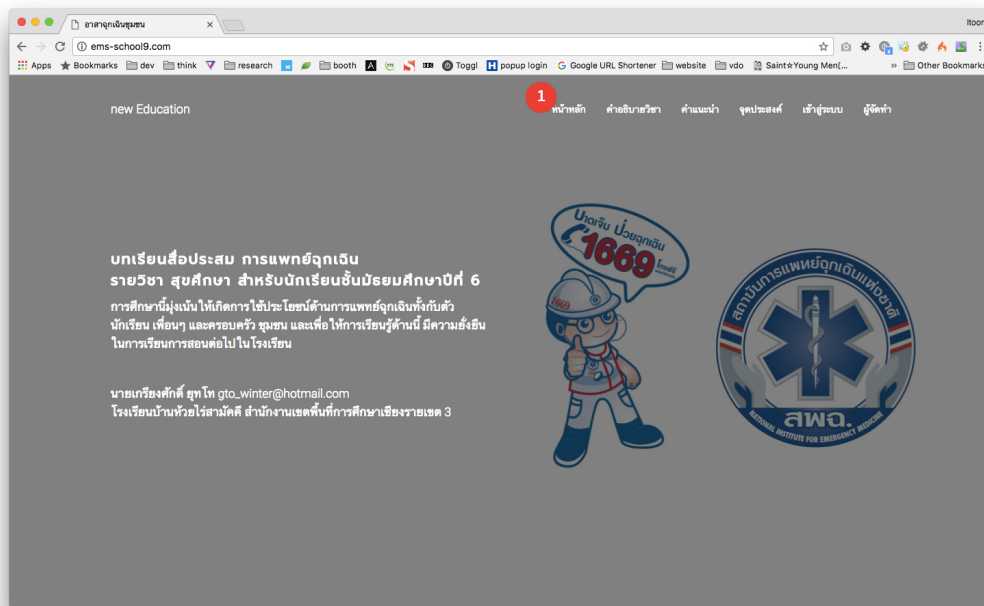 อาสาฉุกเฉินชุมชน
ems-school9.com
Apps Bookmarks dev think research booth Toggl popup login Google URL Shortener website vdo Saint☆Young Men[... » Other Bookmarks
new Education
1
หน้าหลัก คำอธิบายวิชา คำแนะนำ จุดประสงค์ เข้าสู่ระบบ ผู้จัดทำ
บาดเจ็บ ป่วยฉุกเฉิน
1669
โทรฟรี
1669
สถาบันการแพทย์ฉุกเฉินแห่งชาติ
สพฉ.
NATIONAL INSTITUTE FOR EMERGENCY MEDICINE
บทเรียนสื่อประสม การแพทย์ฉุกเฉิน
รายวิชา สุขศึกษา สำหรับนักเรียนชั้นมัธยมศึกษาปีที่ 6
การศึกษานี้มุ่งเน้นให้เกิดการใช้ประโยชน์ด้านการแพทย์ฉุกเฉินทั้งกับตัว
นักเรียน เพื่อนๆ และครอบครัว ชุมชน และเพื่อให้การเรียนรู้ด้านนี้ มีความยั่งยืน
ในการเรียนการสอนต่อไปในโรงเรียน
นายเกรียงศักดิ์ ยุทโท gto_winter@hotmail.com
โรงเรียนบ้านห้วยไร่สามัคคี สำนักงานเขตพื้นที่การศึกษาเชียงรายเขต 3